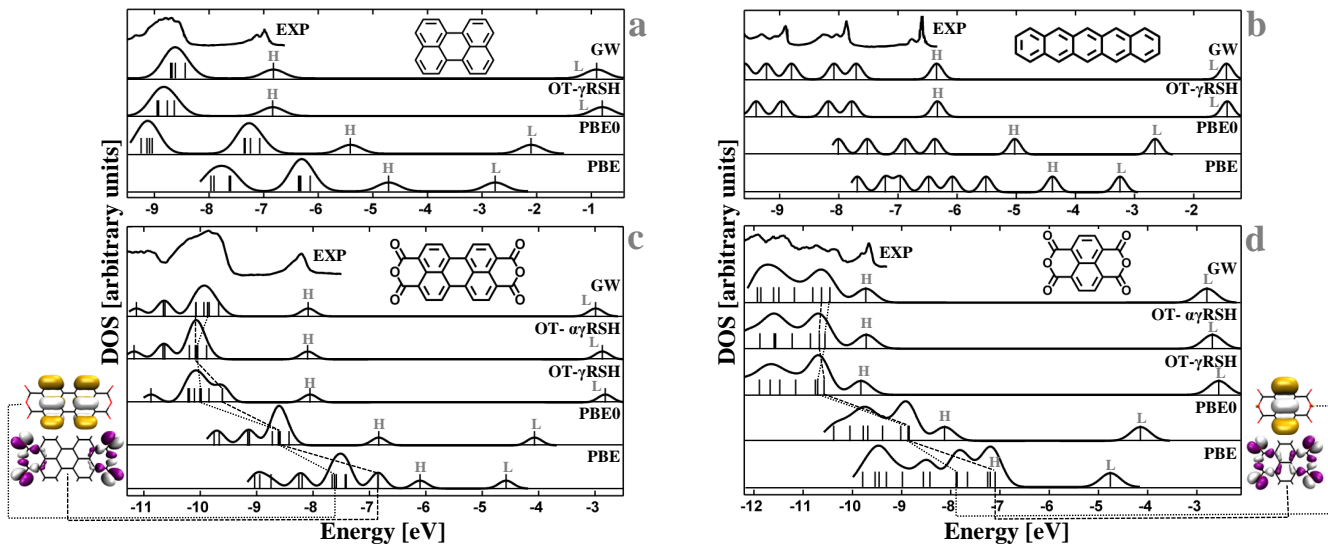 a
EXP
GW
L
H
OT-γRSH
L
H
PBE0
H
L
PBE
H
L
-9 -8 -7 -6 -5 -4 -3 -2 -1
b
EXP
GW
L
H
OT-γRSH
L
H
PBE0
H
L
PBE
H
L
-9 -8 -7 -6 -5 -4 -3 -2
DOS [arbitrary units]
c
EXP
O O
O O
O O
GW
L
H
OT- αγRSH
L
H
OT-γRSH
L
H
PBE0
H
L
PBE
H
L
-11 -10 -9 -8 -7 -6 -5 -4 -3
Energy [eV]
DOS [arbitrary units]
d
EXP
O O
O O
O O
GW
L
H
OT- αγRSH
L
H
OT-γRSH
L
H
PBE0
H
L
PBE
H
L
-12 -11 -10 -9 -8 -7 -6 -5 -4 -3
Energy [eV]